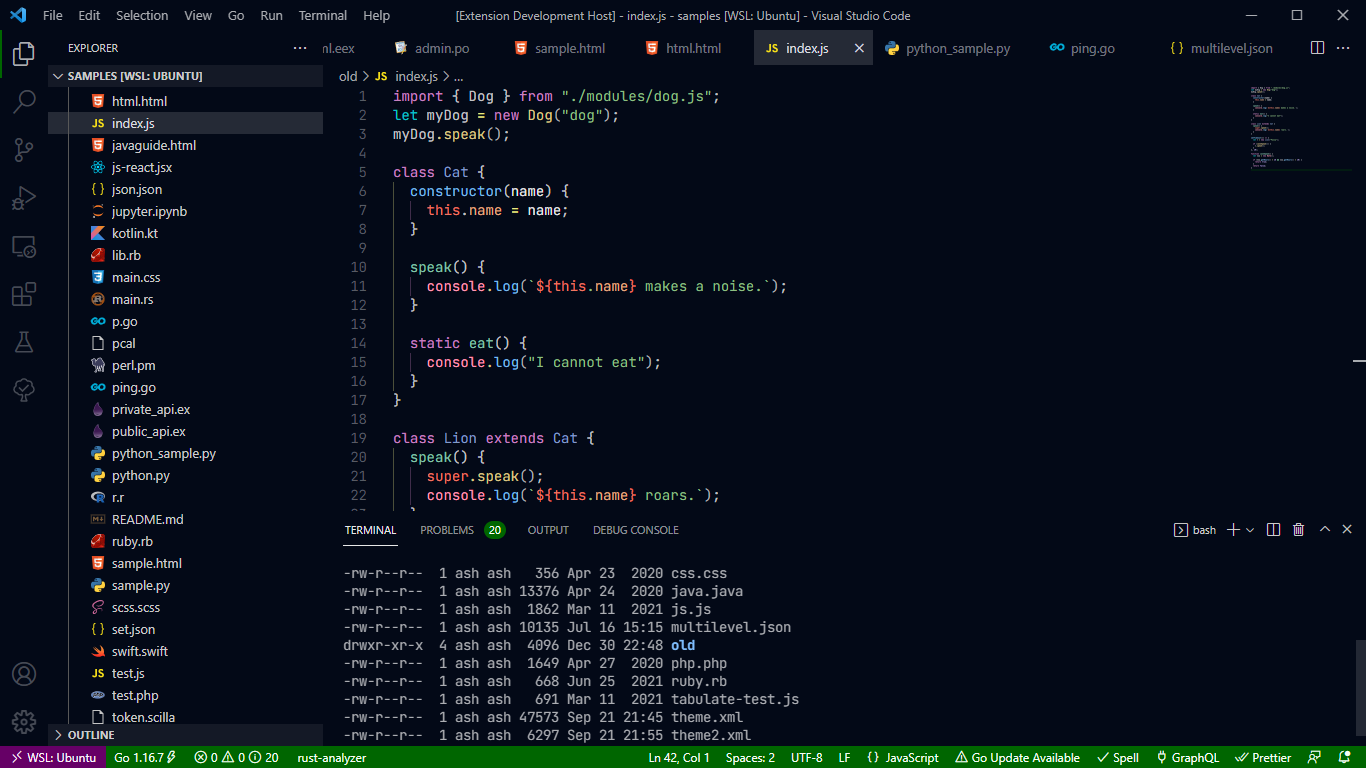 File Edit Selection View Go Run Terminal Help [Extension Development Host] - index.js - samples [WSL: Ubuntu] - Visual Studio Code
EXPLORER ml.eex admin.po sample.html html.html JS index.js python_sample.py ping.go {} multilevel.json
SAMPLES [WSL: UBUNTU]
html.html
JS index.js
javaguide.html
js-react.jsx
{} json.json
jupyter.ipynb
kotlin.kt
lib.rb
main.css
main.rs
GO p.go
pcal
perl.pm
GO ping.go
private_api.ex
public_api.ex
python_sample.py
python.py
r.r
README.md
ruby.rb
sample.html
sample.py
scss.scss
{} set.json
swift.swift
JS test.js
test.php
token.scilla
OUTLINE
old > JS index.js > ...
1 import { Dog } from "./modules/dog.js";
2 let myDog = new Dog("dog");
3 myDog.speak();
4
5 class Cat {
6 constructor(name) {
7 this.name = name;
8 }
9
10 speak() {
11 console.log(`${this.name} makes a noise.`);
12 }
13
14 static eat() {
15 console.log("I cannot eat");
16 }
17 }
18
19 class Lion extends Cat {
20 speak() {
21 super.speak();
22 console.log(`${this.name} roars.`);
TERMINAL PROBLEMS 20 OUTPUT DEBUG CONSOLE bash
-rw-r--r-- 1 ash ash 356 Apr 23 2020 css.css
-rw-r--r-- 1 ash ash 13376 Apr 24 2020 java.java
-rw-r--r-- 1 ash ash 1862 Mar 11 2021 js.js
-rw-r--r-- 1 ash ash 10135 Jul 16 15:15 multilevel.json
drwxr-xr-x 4 ash ash 4096 Dec 30 22:48 old
-rw-r--r-- 1 ash ash 1649 Apr 27 2020 php.php
-rw-r--r-- 1 ash ash 668 Jun 25 2021 ruby.rb
-rw-r--r-- 1 ash ash 691 Mar 11 2021 tabulate-test.js
-rw-r--r-- 1 ash ash 47573 Sep 21 21:45 theme.xml
-rw-r--r-- 1 ash ash 6297 Sep 21 21:55 theme2.xml
WSL: Ubuntu Go 1.16.7 0 0 20 rust-analyzer Ln 42, Col 1 Spaces: 2 UTF-8 LF {} JavaScript Go Update Available Spell GraphQL Prettier